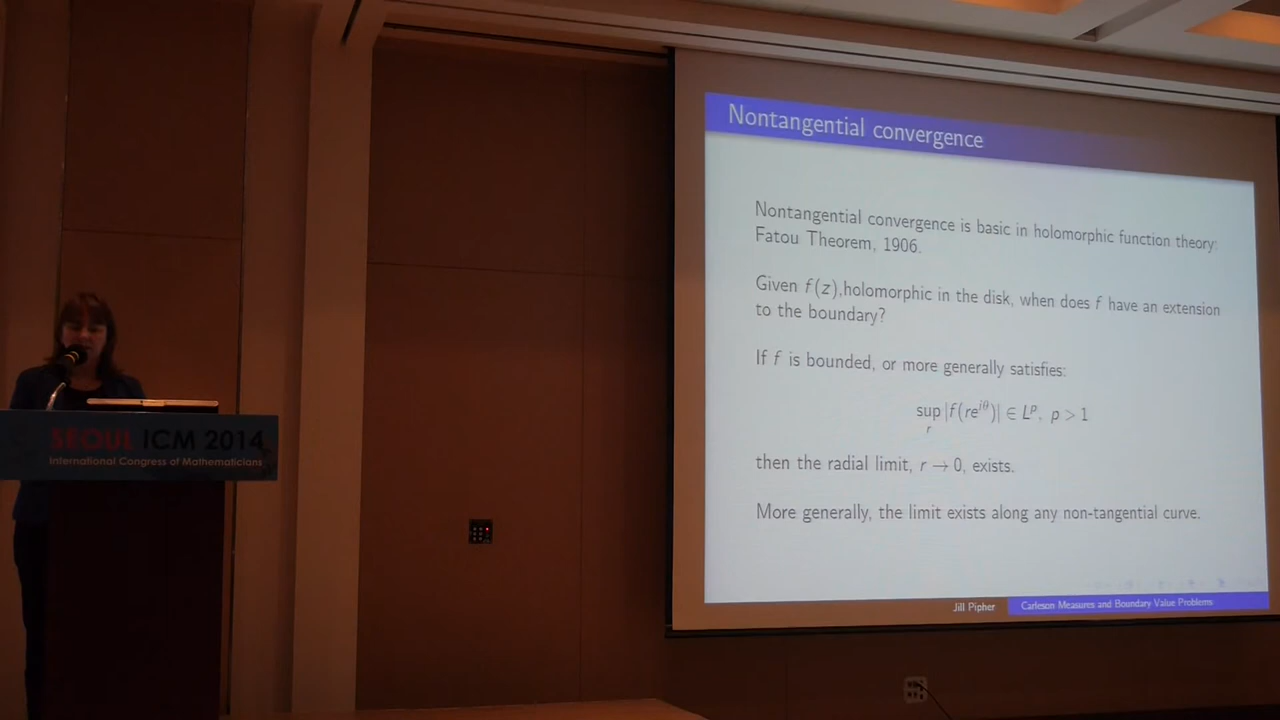 Nontangential convergence
Nontangential convergence is basic in holomorphic function theory:
Fatou Theorem, 1906.
Given f(z),holomorphic in the disk, when does f have an extension
to the boundary?
If f is bounded, or more generally satisfies:
sup_r |f(re^{iθ})| ∈ L^p, p > 1
then the radial limit, r → 0, exists.
More generally, the limit exists along any non-tangential curve.
Jill Pipher
Carleson Measures and Boundary Value Problems
SEOUL ICM 2014
International Congress of Mathematicians